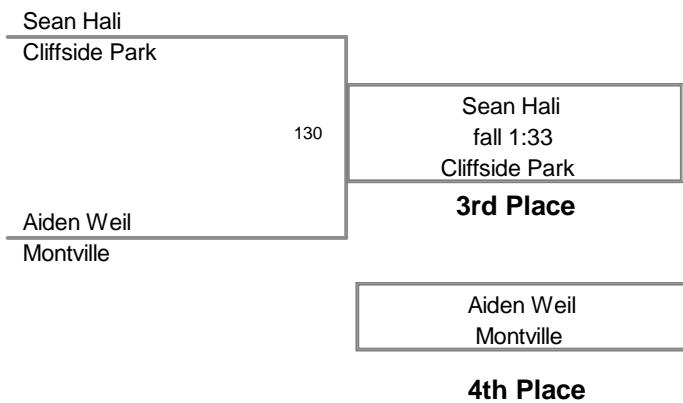 Sean Hali
Cliffside Park
130
Sean Hali
fall 1:33
Cliffside Park
3rd Place
Aiden Weil
Montville
Aiden Weil
Montville
4th Place